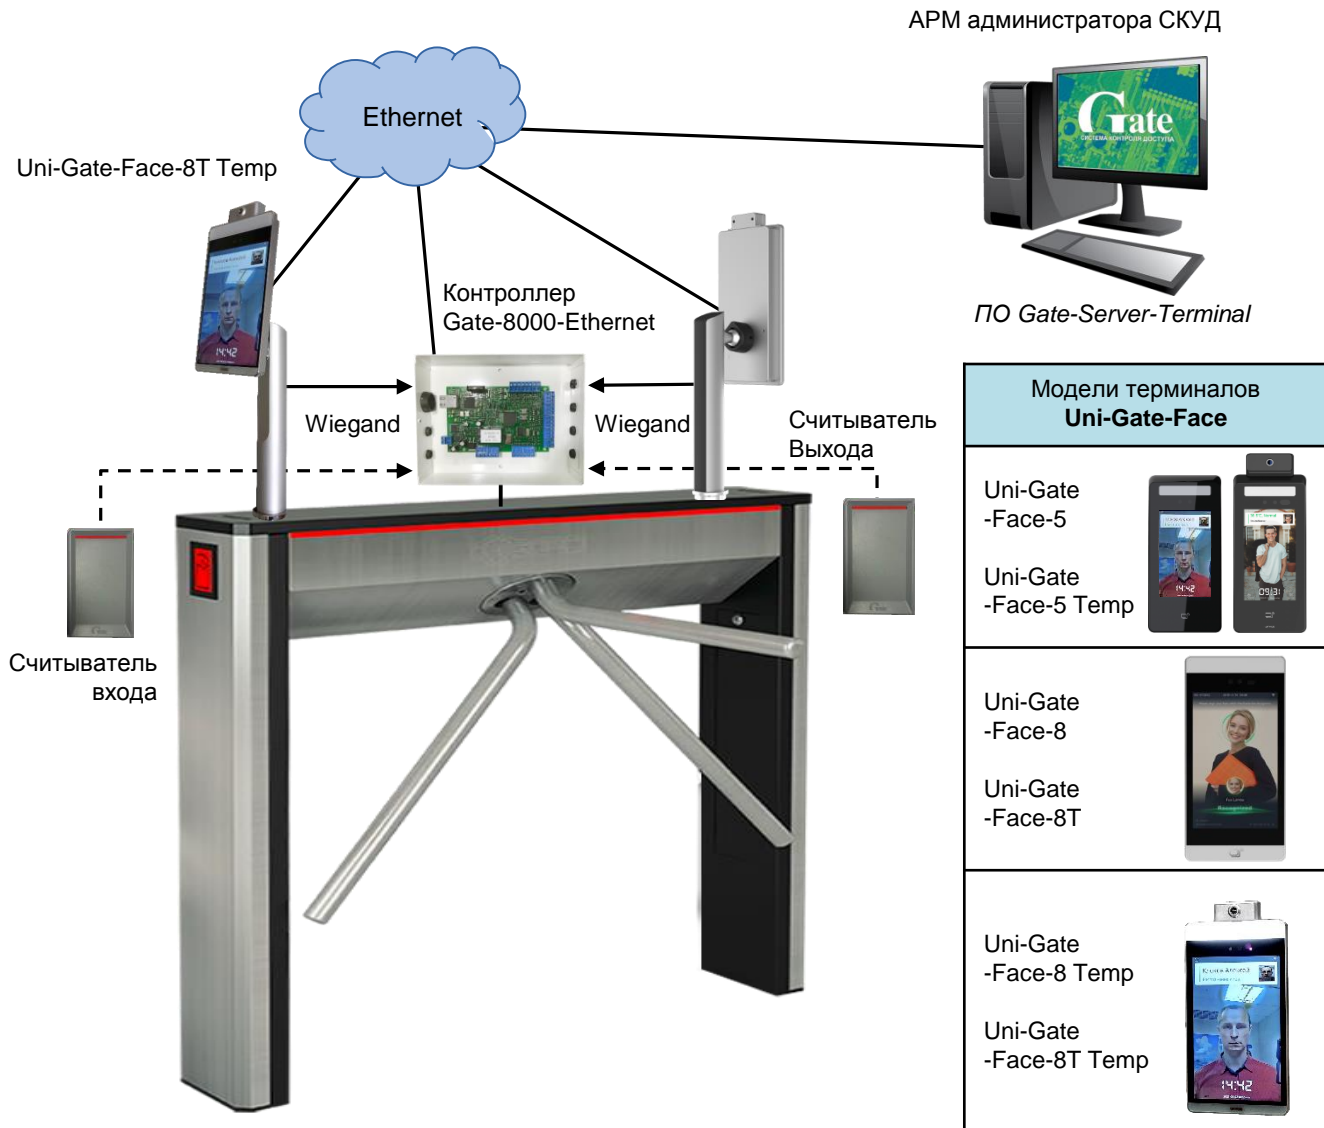 АРМ администратора СКУД
Ethernet
Gate
СИСТЕМА КОНТРОЛЯ ДОСТУПА
Uni-Gate-Face-8T Temp
Контроллер
Gate-8000-Ethernet
ПО Gate-Server-Terminal
14:42
Wiegand
Wiegand
Считыватель
Выхода
Считыватель
входа
Модели терминалов
Uni-Gate-Face
Uni-Gate
-Face-5
Uni-Gate
-Face-5 Temp
14:42
09:31
Uni-Gate
-Face-8
Uni-Gate
-Face-8T
Uni-Gate
-Face-8 Temp
Uni-Gate
-Face-8T Temp
14:42